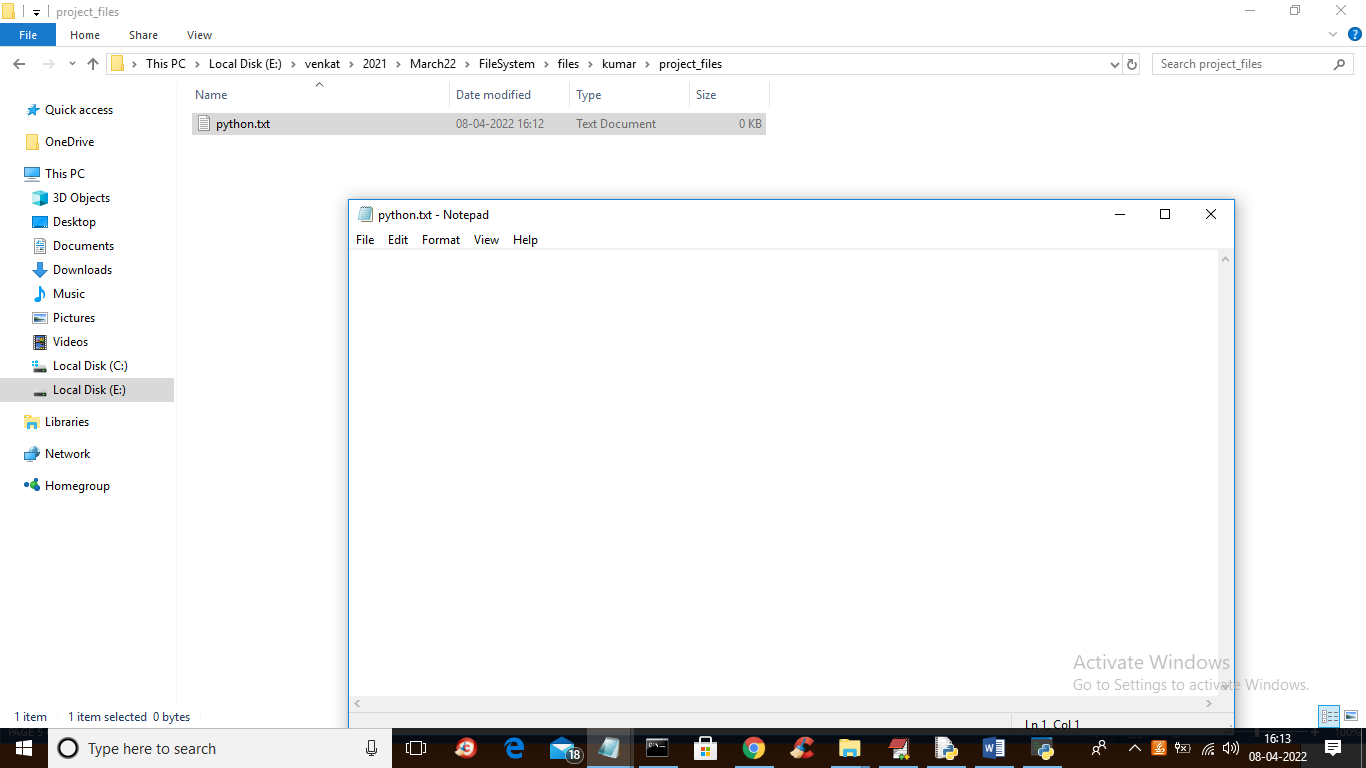 project_files
File Home Share View
This PC Local Disk (E:) venkat 2021 March22 FileSystem files kumar project_files
Search project_files
Name Date modified Type Size
python.txt 08-04-2022 16:12 Text Document 0 KB
Quick access
OneDrive
This PC
3D Objects
Desktop
Documents
Downloads
Music
Pictures
Videos
Local Disk (C:)
Local Disk (E:)
Libraries
Network
Homegroup
python.txt - Notepad
File Edit Format View Help
Activate Windows
Go to Settings to activate Windows.
Ln 1, Col 1
1 item 1 item selected 0 bytes
100%
Type here to search
18
16:13
08-04-2022